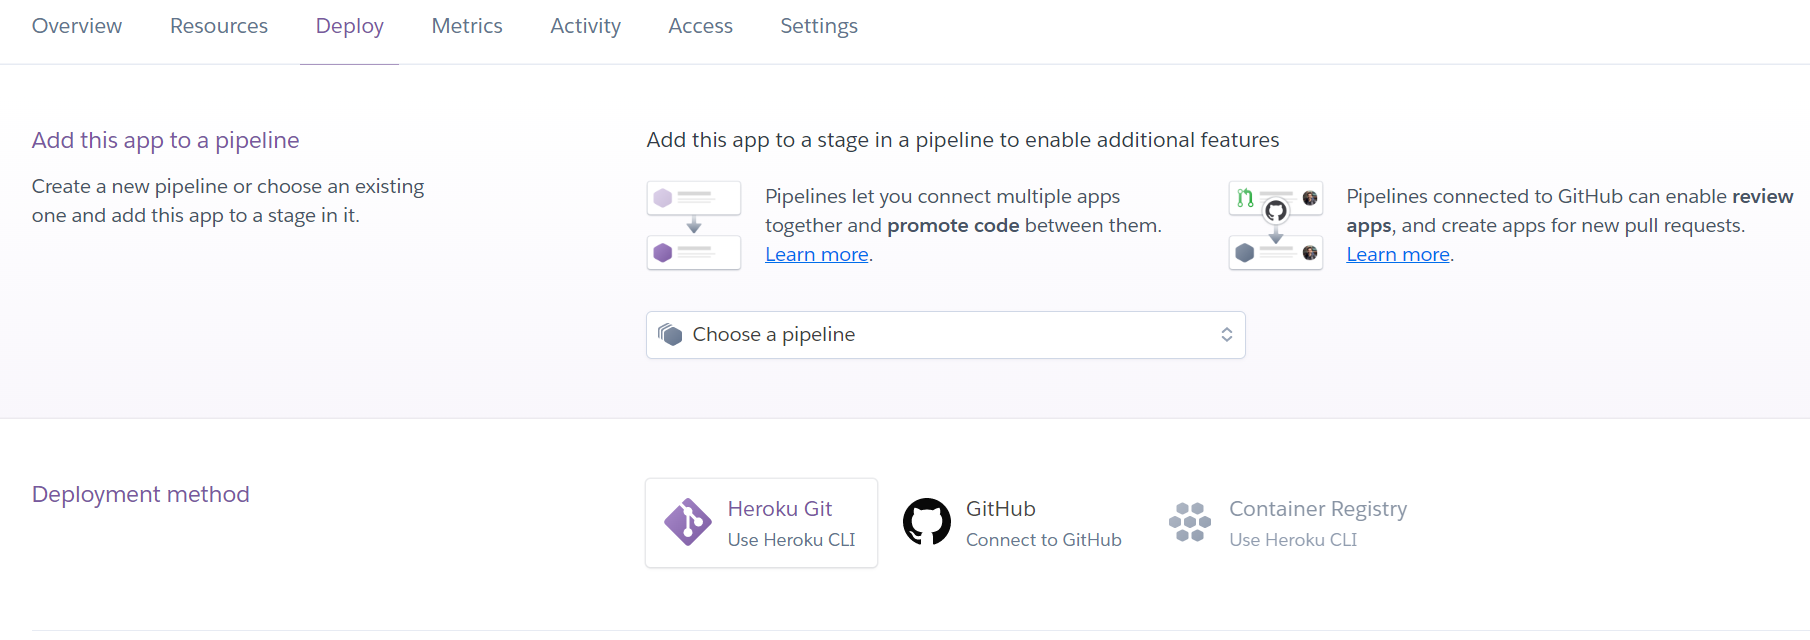 Overview Resources Deploy Metrics Activity Access Settings
Add this app to a pipeline
Create a new pipeline or choose an existing
one and add this app to a stage in it.
Add this app to a stage in a pipeline to enable additional features
Pipelines let you connect multiple apps
together and promote code between them.
Learn more.
Pipelines connected to GitHub can enable review
apps, and create apps for new pull requests.
Learn more.
Choose a pipeline
Deployment method
Heroku Git
Use Heroku CLI
GitHub
Connect to GitHub
Container Registry
Use Heroku CLI